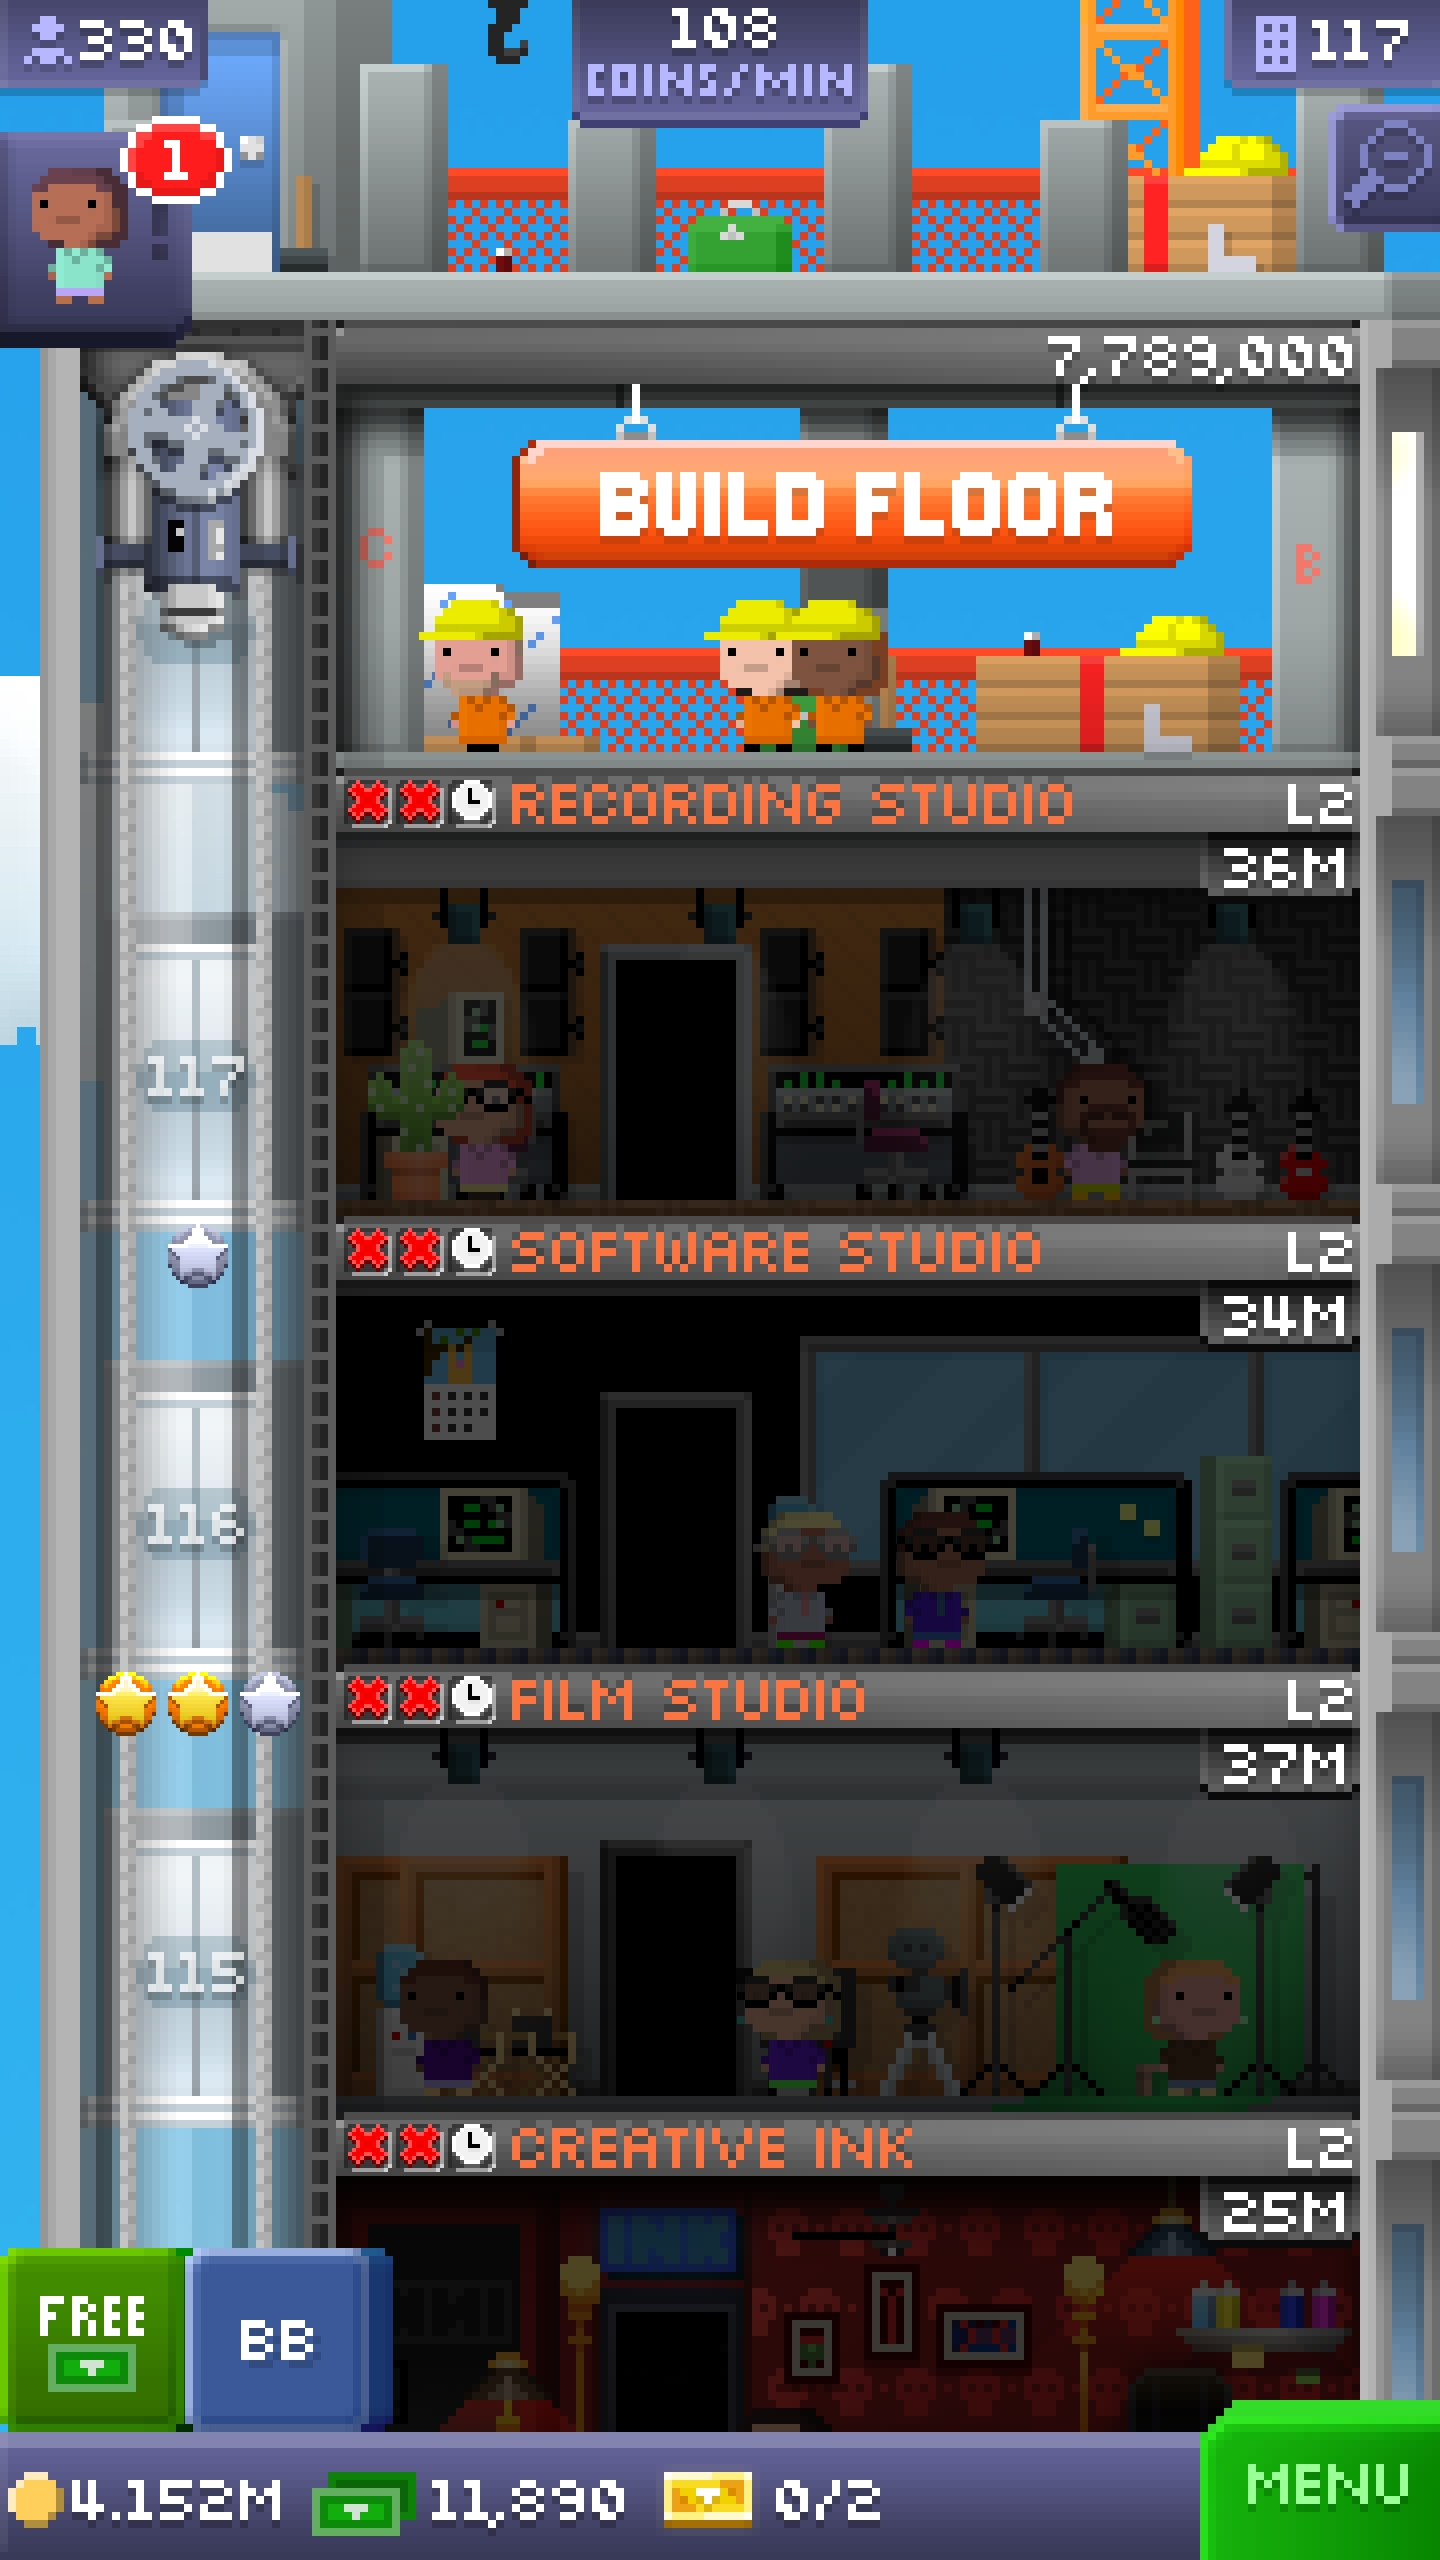 330
108
COINS/MIN
117
1
7,789,000
BUILD FLOOR
C
B
RECORDING STUDIO L2
36M
117
SOFTWARE STUDIO L2
34M
116
FILM STUDIO L2
37M
115
CREATIVE INK L2
25M
INK
FREE
BB
4.152M 11,890 0/2
MENU